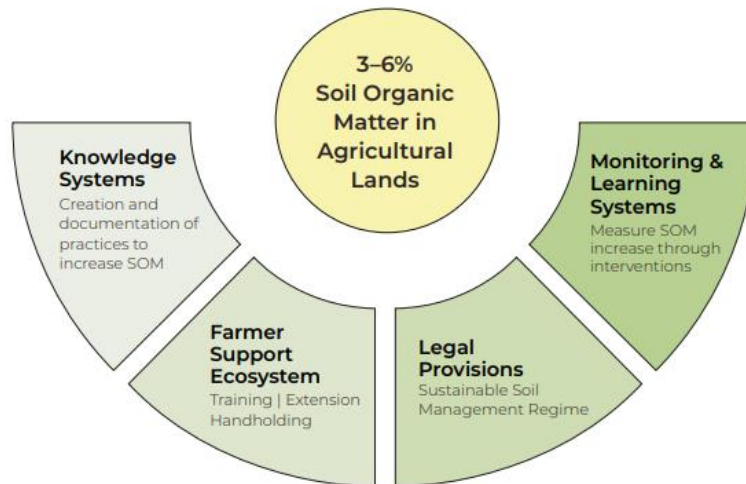 3–6%
Soil Organic
Matter in
Agricultural
Lands
Knowledge
Systems
Creation and
documentation of
practices to
increase SOM
Farmer
Support
Ecosystem
Training | Extension
Handholding
Legal
Provisions
Sustainable Soil
Management Regime
Monitoring &
Learning
Systems
Measure SOM
increase through
interventions